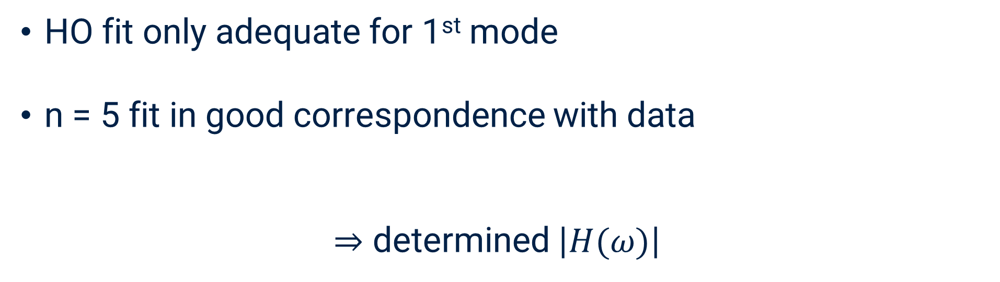 • HO fit only adequate for 1st mode
• n = 5 fit in good correspondence with data
⇒ determined |H(ω)|